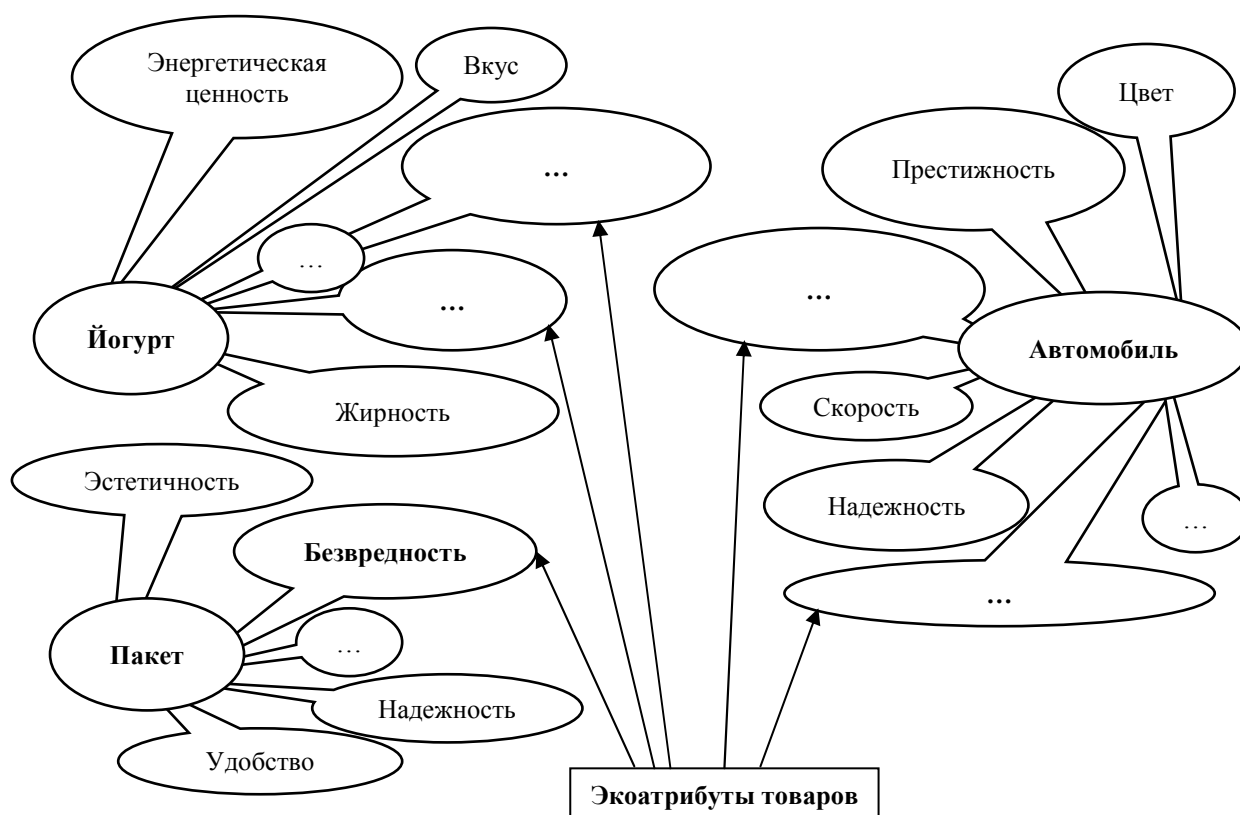 Энергетическая
ценность
Вкус
Цвет
...
Престижность
…
...
...
Йогурт
Автомобиль
Жирность
Скорость
Эстетичность
Надежность
…
Безвредность
...
…
Пакет
Надежность
Удобство
Экоатрибуты товаров